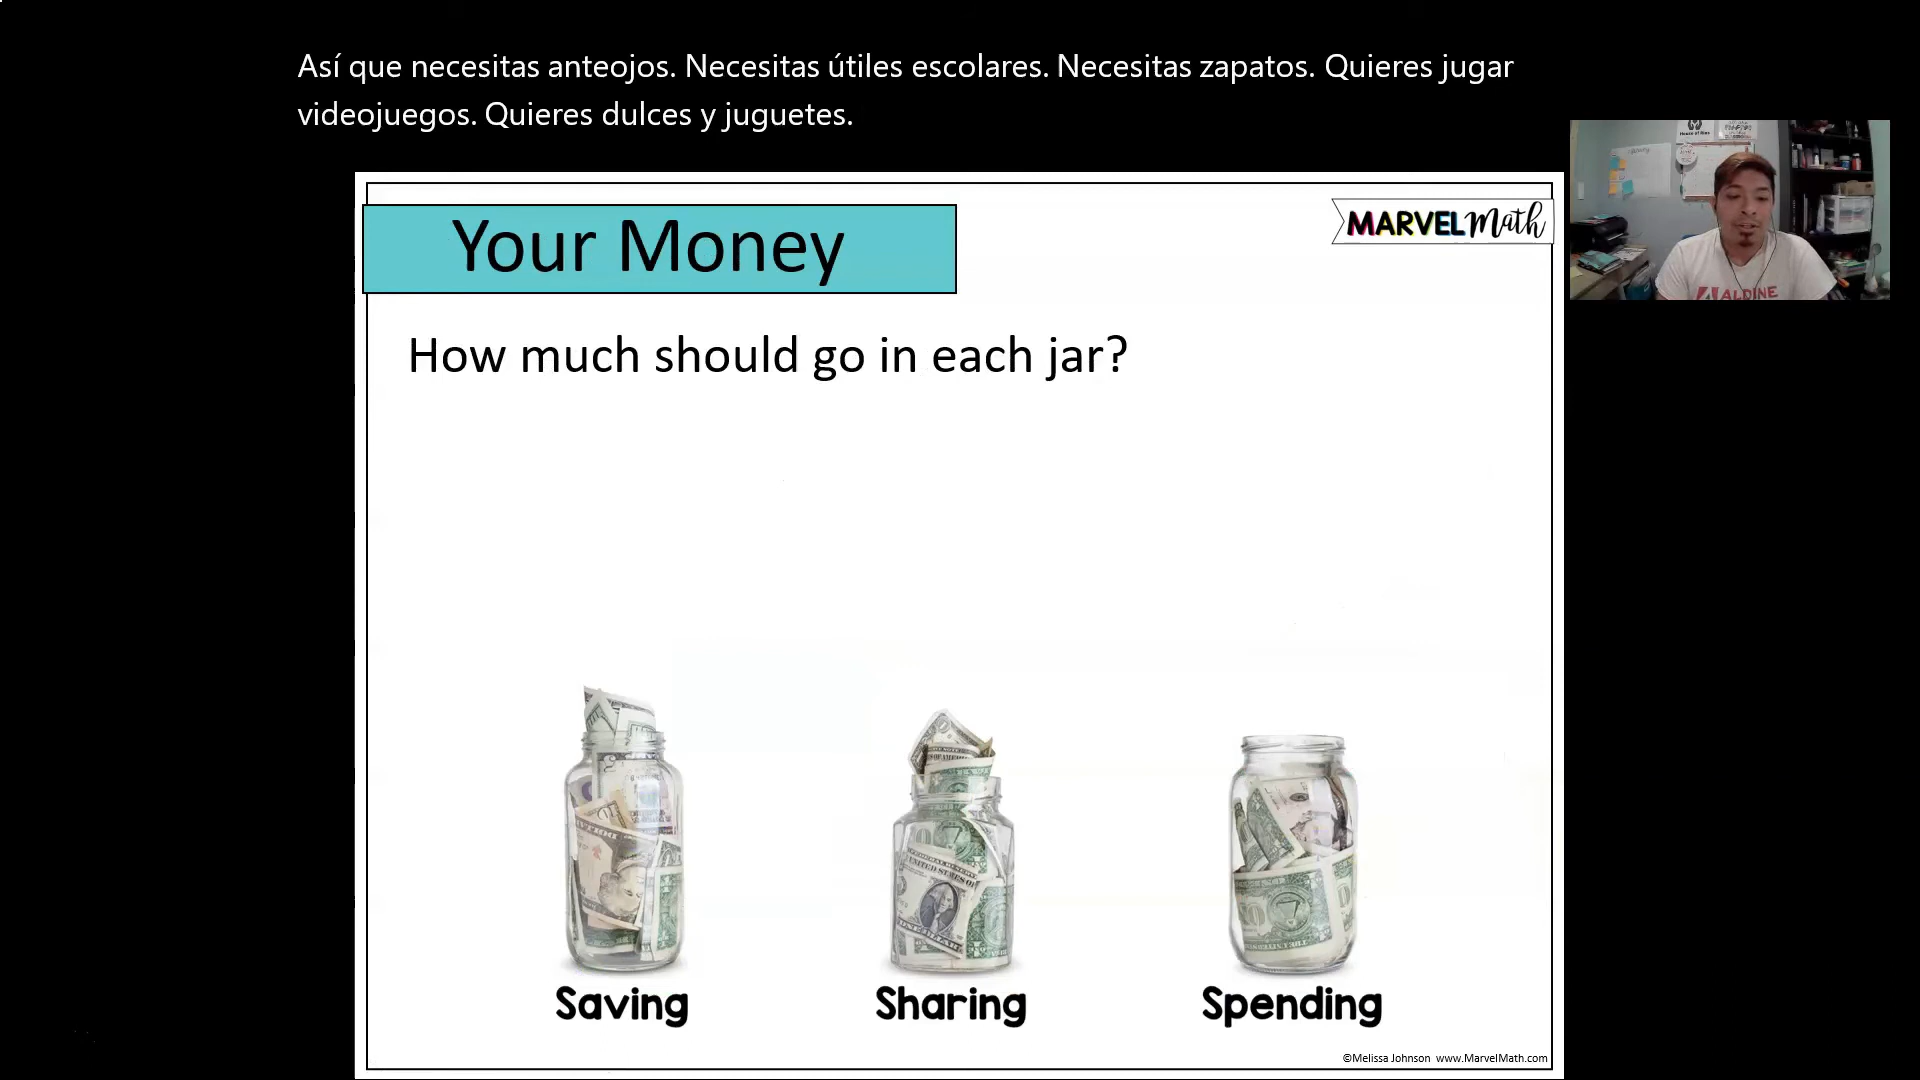 Así que necesitas anteojos. Necesitas útiles escolares. Necesitas zapatos. Quieres jugar
videojuegos. Quieres dulces y juguetes.
Your Money
MARVEL Math
ALDINE
How much should go in each jar?
Saving
Sharing
Spending
©Melissa Johnson www.MarvelMath.com